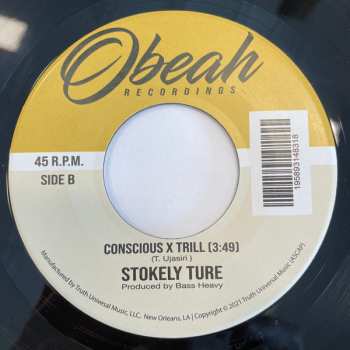 Obeah
RECORDINGS
45 R.P.M.
SIDE B
195893148318
CONSCIOUS X TRILL (3:49)
(T. Ujasiri )
STOKELY TURE
Produced by Bass Heavy
Manufactured by Truth Universal Music, LLC. New Orleans, LA Copyright © 2021 Truth Universal Music (ASCAP)